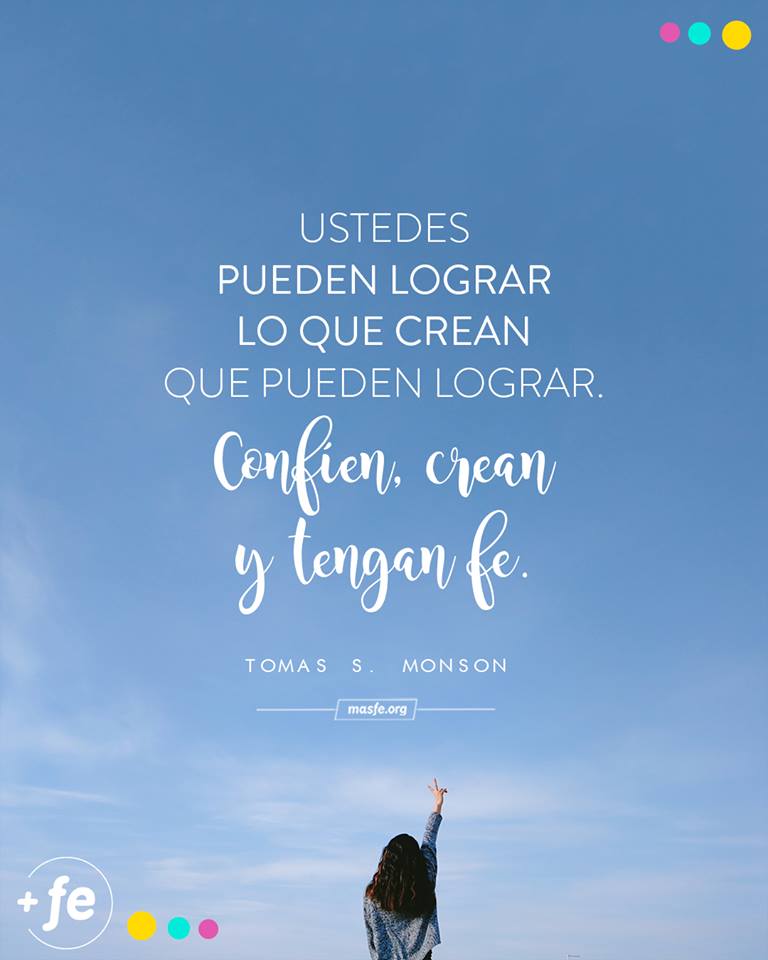 USTEDES
PUEDEN LOGRAR
LO QUE CREAN
QUE PUEDEN LOGRAR.
Confíen, crean
y tengan fe.
TOMAS S. MONSON
masfe.org
+ fe